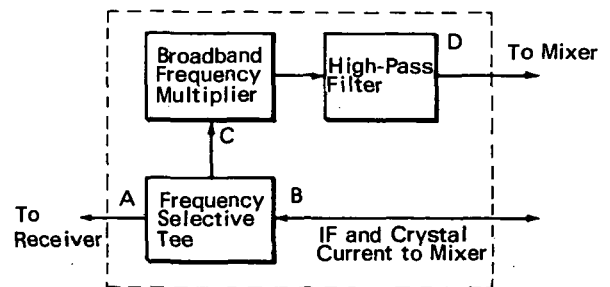 Broadband
Frequency
Multiplier
High-Pass
Filter
D
To Mixer
C
A
Frequency
Selective
Tee
B
To
Receiver
IF and Crystal
Current to Mixer